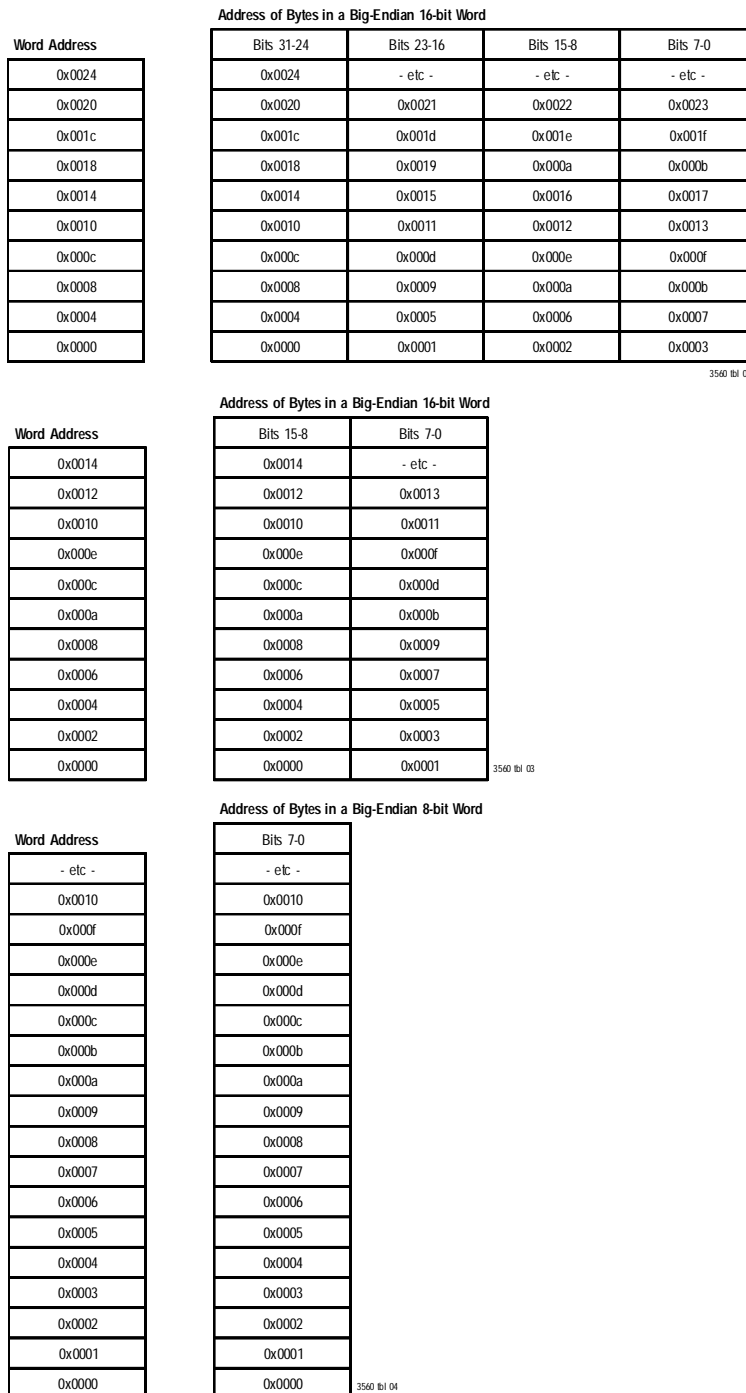 Address of Bytes in a Big-Endian 16-bit Word
Word Address Bits 31-24 Bits 23-16 Bits 15-8 Bits 7-0
0x0024 0x0024 - etc - - etc - - etc -
0x0020 0x0020 0x0021 0x0022 0x0023
0x001c 0x001c 0x001d 0x001e 0x001f
0x0018 0x0018 0x0019 0x000a 0x000b
0x0014 0x0014 0x0015 0x0016 0x0017
0x0010 0x0010 0x0011 0x0012 0x0013
0x000c 0x000c 0x000d 0x000e 0x000f
0x0008 0x0008 0x0009 0x000a 0x000b
0x0004 0x0004 0x0005 0x0006 0x0007
0x0000 0x0000 0x0001 0x0002 0x0003
3560 tbl 0
Address of Bytes in a Big-Endian 16-bit Word
Word Address Bits 15-8 Bits 7-0
0x0014 0x0014 - etc -
0x0012 0x0012 0x0013
0x0010 0x0010 0x0011
0x000e 0x000e 0x000f
0x000c 0x000c 0x000d
0x000a 0x000a 0x000b
0x0008 0x0008 0x0009
0x0006 0x0006 0x0007
0x0004 0x0004 0x0005
0x0002 0x0002 0x0003
0x0000 0x0000 0x0001 3560 tbl 03
Address of Bytes in a Big-Endian 8-bit Word
Word Address Bits 7-0
- etc - - etc -
0x0010 0x0010
0x000f 0x000f
0x000e 0x000e
0x000d 0x000d
0x000c 0x000c
0x000b 0x000b
0x000a 0x000a
0x0009 0x0009
0x0008 0x0008
0x0007 0x0007
0x0006 0x0006
0x0005 0x0005
0x0004 0x0004
0x0003 0x0003
0x0002 0x0002
0x0001 0x0001
0x0000 0x0000 3560 tbl 04